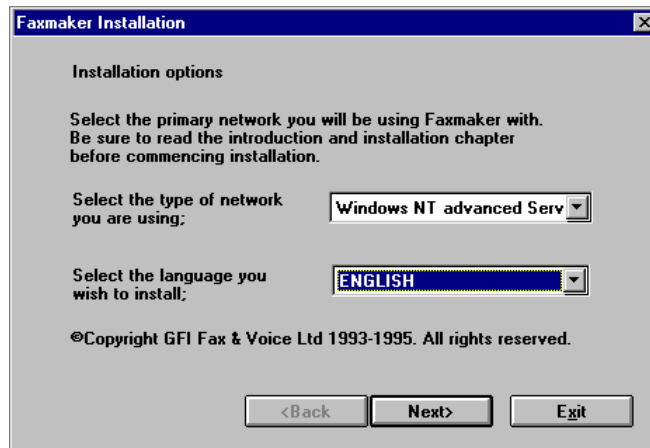 Faxmaker Installation
Installation options
Select the primary network you will be using Faxmaker with.
Be sure to read the introduction and installation chapter
before commencing installation.
Select the type of network
you are using;
Windows NT advanced Serv
Select the language you
wish to install;
ENGLISH
©Copyright GFI Fax & Voice Ltd 1993-1995. All rights reserved.
<Back Next> Exit